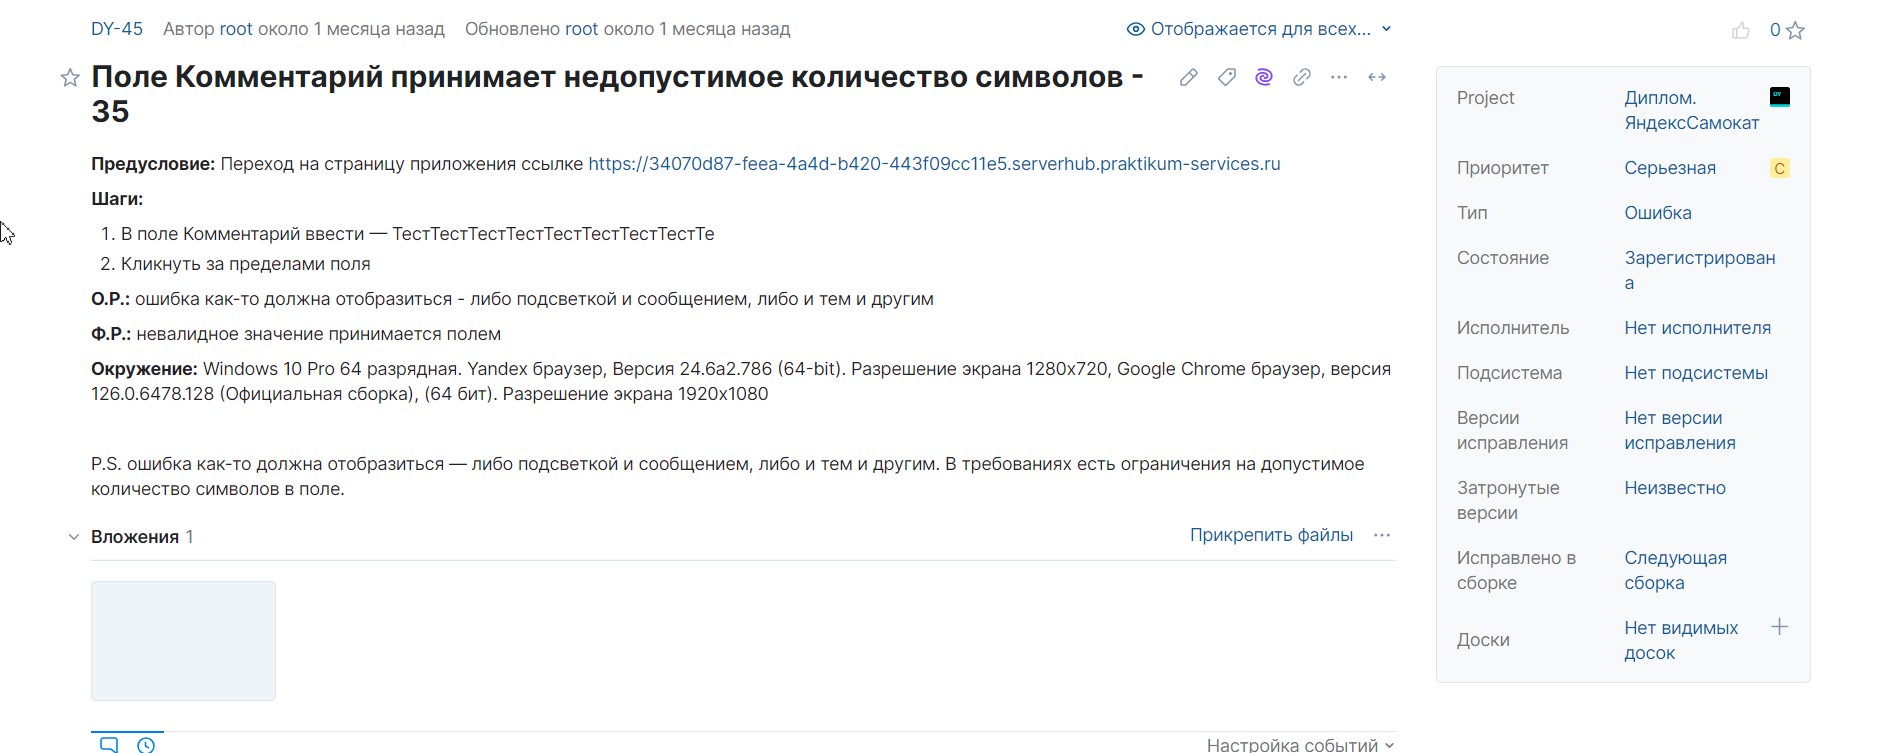 DY-45 Автор root около 1 месяца назад Обновлено root около 1 месяца назад Отображается для всех...
0
Поле Комментарий принимает недопустимое количество символов -
35
Предусловие: Переход на страницу приложения ссылке https://34070d87-feea-4a4d-b420-443f09cc11e5.serverhub.praktikum-services.ru
Шаги:
1. В поле Комментарий ввести — ТестТестТестТестТестТестТестТестТе
2. Кликнуть за пределами поля
О.Р.: ошибка как-то должна отобразиться - либо подсветкой и сообщением, либо и тем и другим
Ф.Р.: невалидное значение принимается полем
Окружение: Windows 10 Pro 64 разрядная. Yandex браузер, Версия 24.6a2.786 (64-bit). Разрешение экрана 1280x720, Google Chrome браузер, версия
126.0.6478.128 (Официальная сборка), (64 бит). Разрешение экрана 1920x1080
P.S. ошибка как-то должна отобразиться — либо подсветкой и сообщением, либо и тем и другим. В требованиях есть ограничения на допустимое
количество символов в поле.
Вложения 1
Прикрепить файлы ...
Настройка событий
Project Диплом.
ЯндексСамокат
DY
Приоритет Серьезная C
Тип Ошибка
Состояние Зарегистрирован
а
Исполнитель Нет исполнителя
Подсистема Нет подсистемы
Версии Нет версии
исправления исправления
Затронутые Неизвестно
версии
Исправлено в Следующая
сборке сборка
Доски Нет видимых
досок